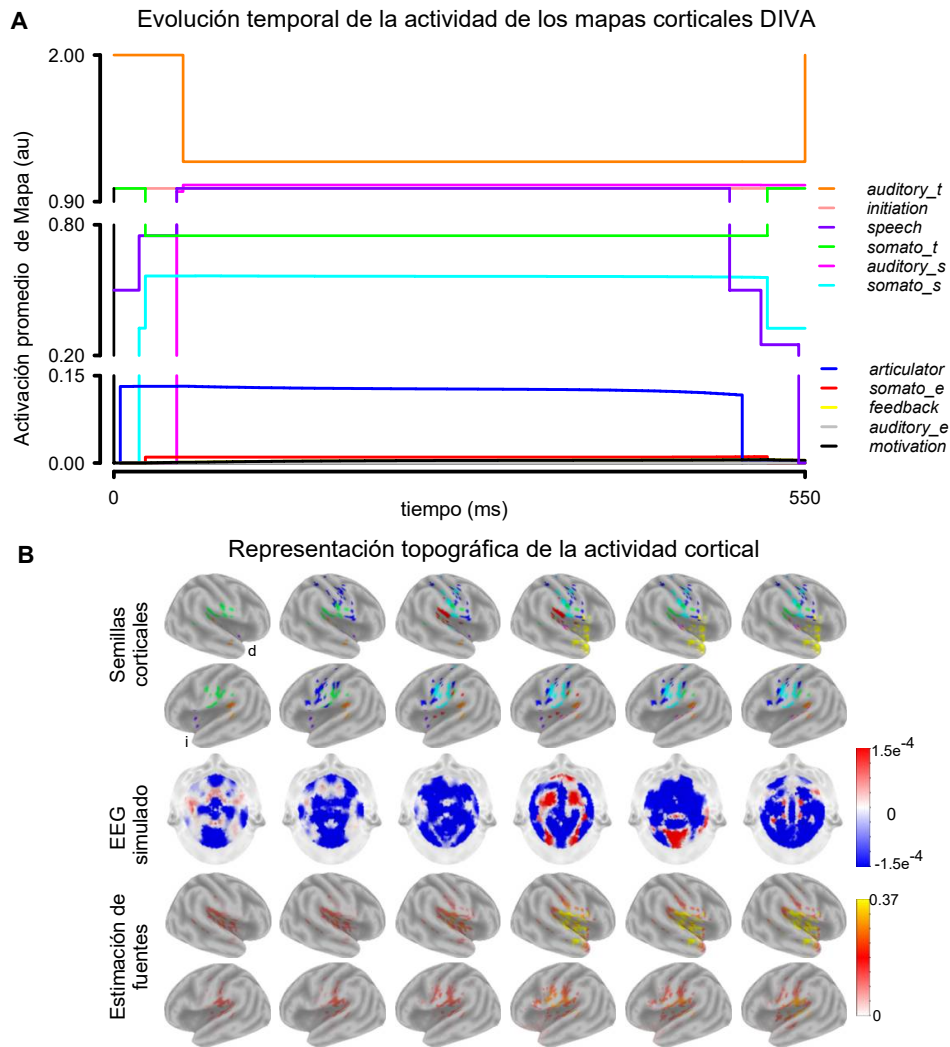 A
Evolución temporal de la actividad de los mapas corticales DIVA
Activación promedio de Mapa (au)
2.00
0.90
0.80
0.20
0.15
0.00
auditory_t
initiation
speech
somato_t
auditory_s
somato_s
articulator
somato_e
feedback
auditory_e
motivation
0
550
tiempo (ms)
B
Representación topográfica de la actividad cortical
Semillas
corticales
d
i
EEG
simulado
1.5e-4
0
-1.5e-4
Estimación de
fuentes
0.37
0